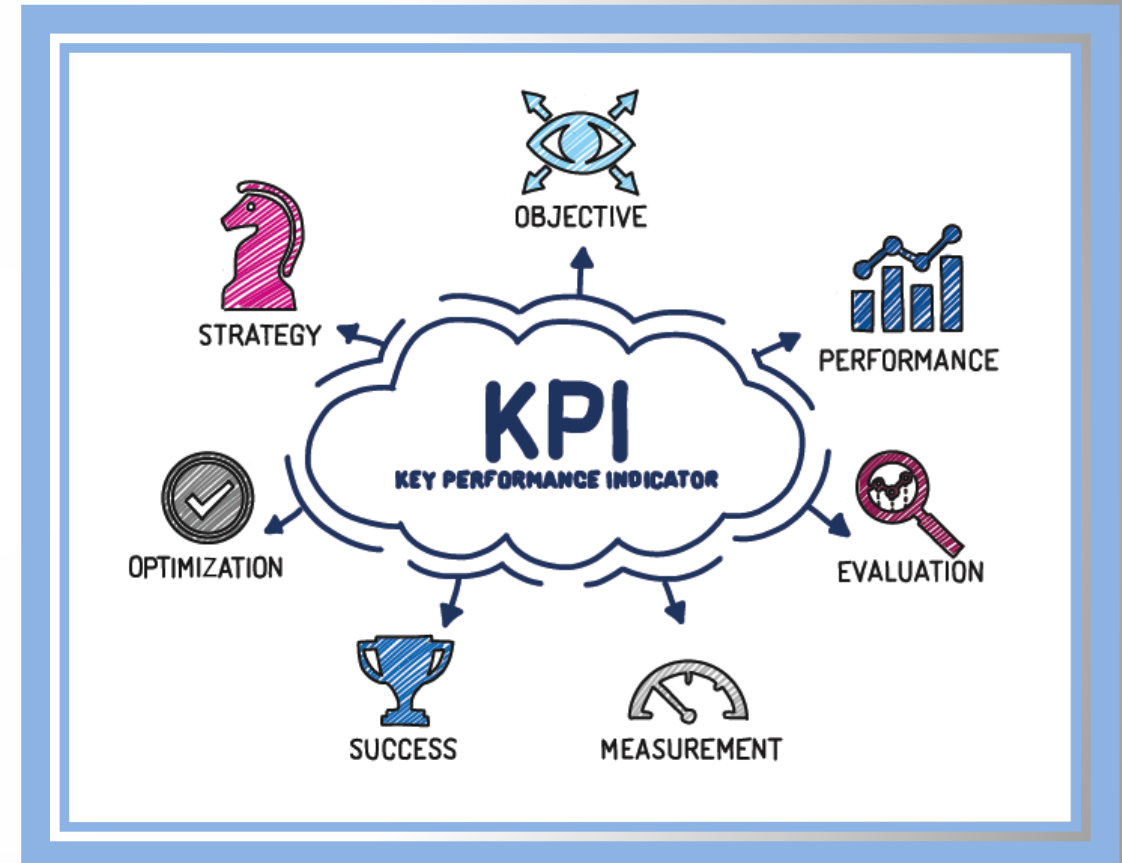 OBJECTIVE
STRATEGY
PERFORMANCE
KPI
KEY PERFORMANCE INDICATOR
OPTIMIZATION
EVALUATION
SUCCESS
MEASUREMENT